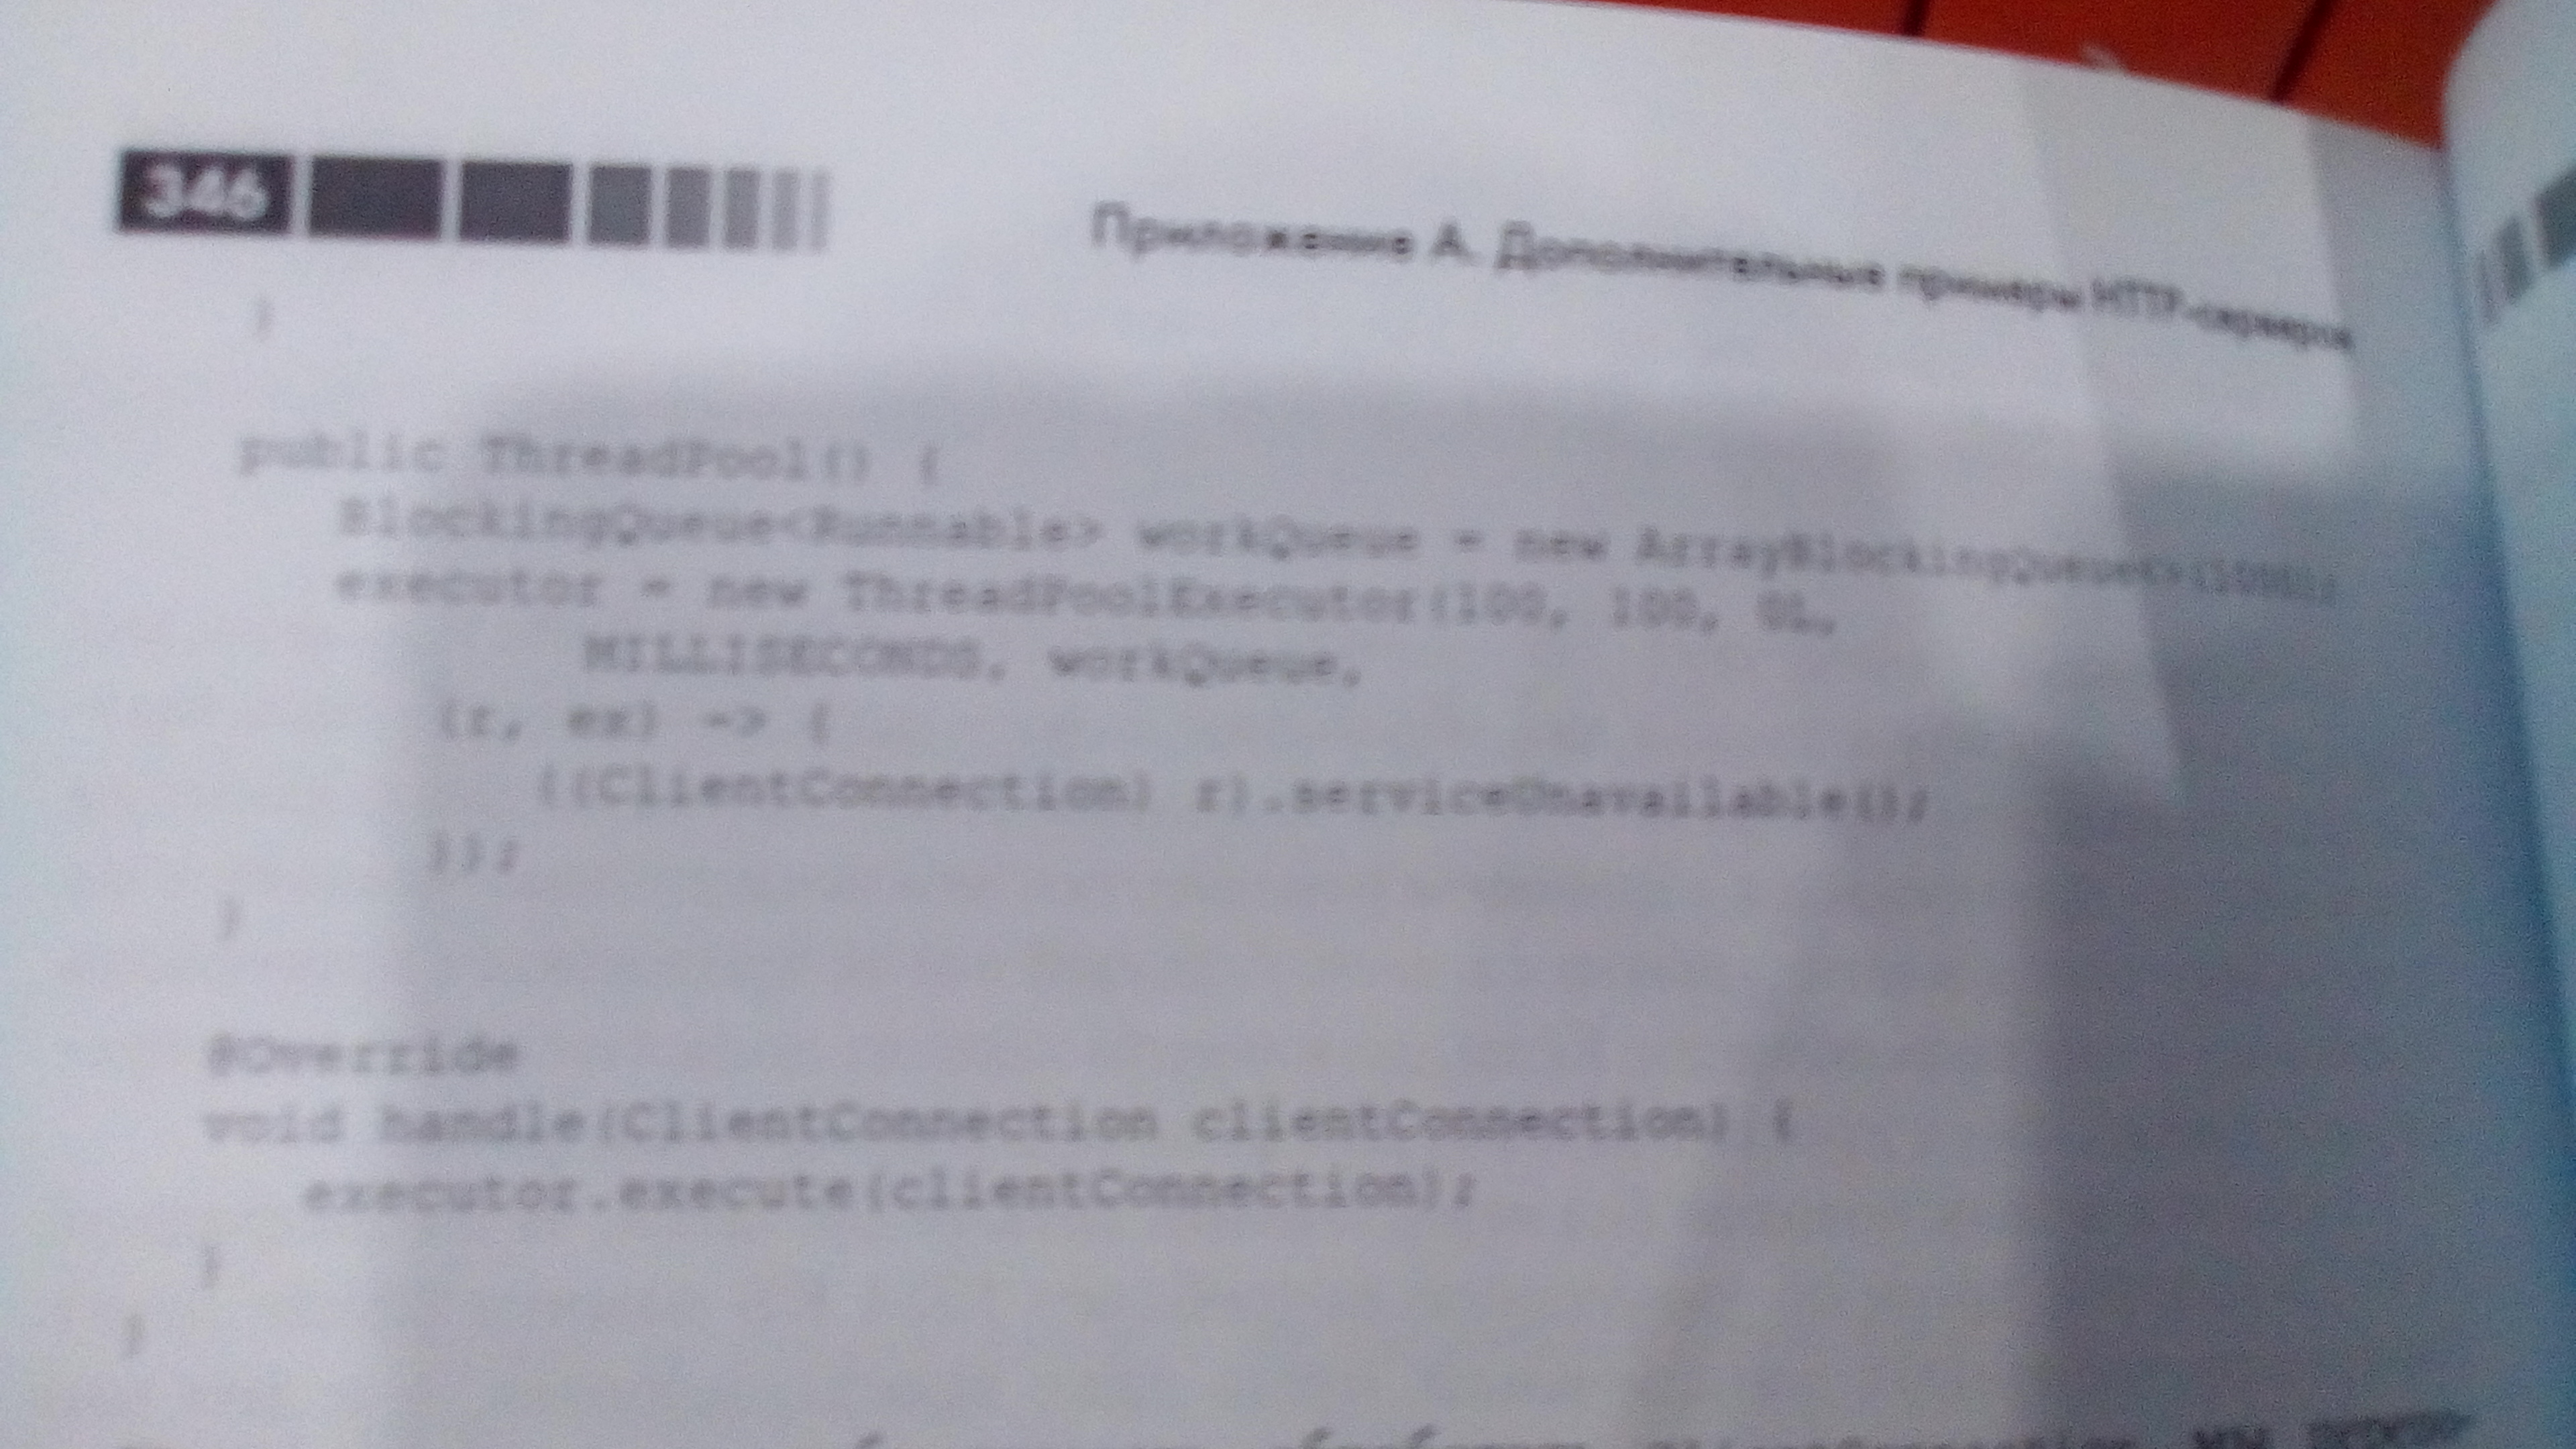 346
Приложение А. Дополнительные примеры HTTP-серверов
}
public ThreadPool() {
BlockingQueue<Runnable> workQueue = new ArrayBlockingQueue<>(1000);
executor = new ThreadPoolExecutor(100, 100, 0L,
MILLISECONDS, workQueue,
(r, ex) -> {
((ClientConnection) r).serviceUnavailable();
});
}
@Override
void handle(ClientConnection clientConnection) {
executor.execute(clientConnection);
}
}